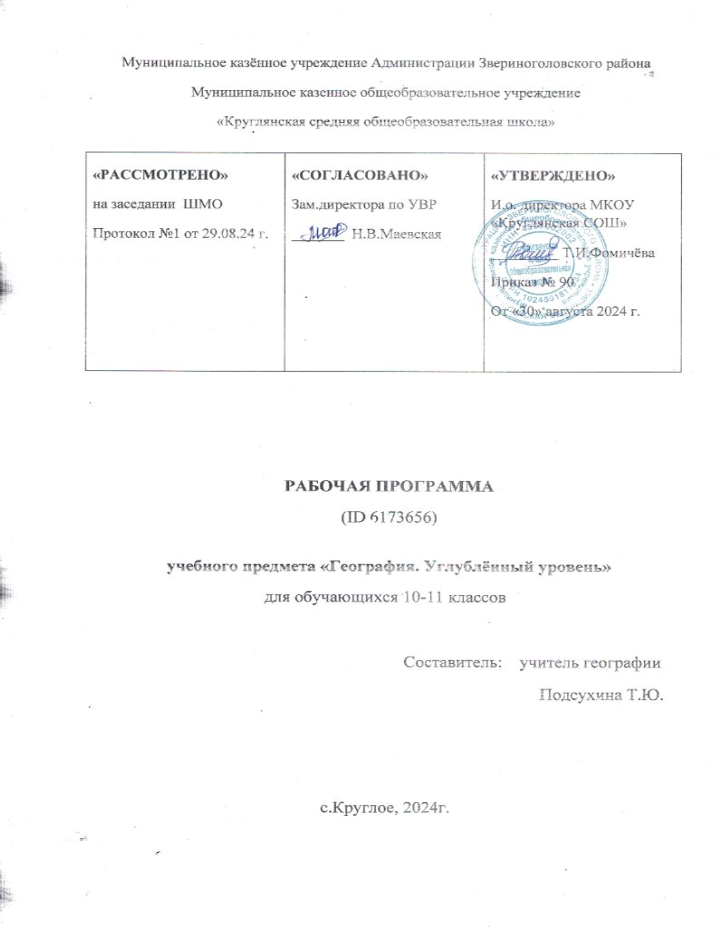 Муниципальное казённое учреждение Администрации Звериноголовского района
Муниципальное казенное общеобразовательное учреждение
«Круглянская средняя общеобразовательная школа»
«РАССМОТРЕНО»
на заседании ШМО
Протокол №1 от 29.08.24 г.
«СОГЛАСОВАНО»
Зам.директора по УВР
Н.В.Маевская
«УТВЕРЖДЕНО»
И.о. директора МКОУ
«Круглянская СОШ»
Т.И.Фомичёва
Приказ № 90
От «30» августа 2024 г.
РАБОЧАЯ ПРОГРАММА
(ID 6173656)
учебного предмета «География. Углублённый уровень»
для обучающихся 10-11 классов
Составитель: учитель географии
Подсухина Т.Ю.
с.Круглое, 2024г.